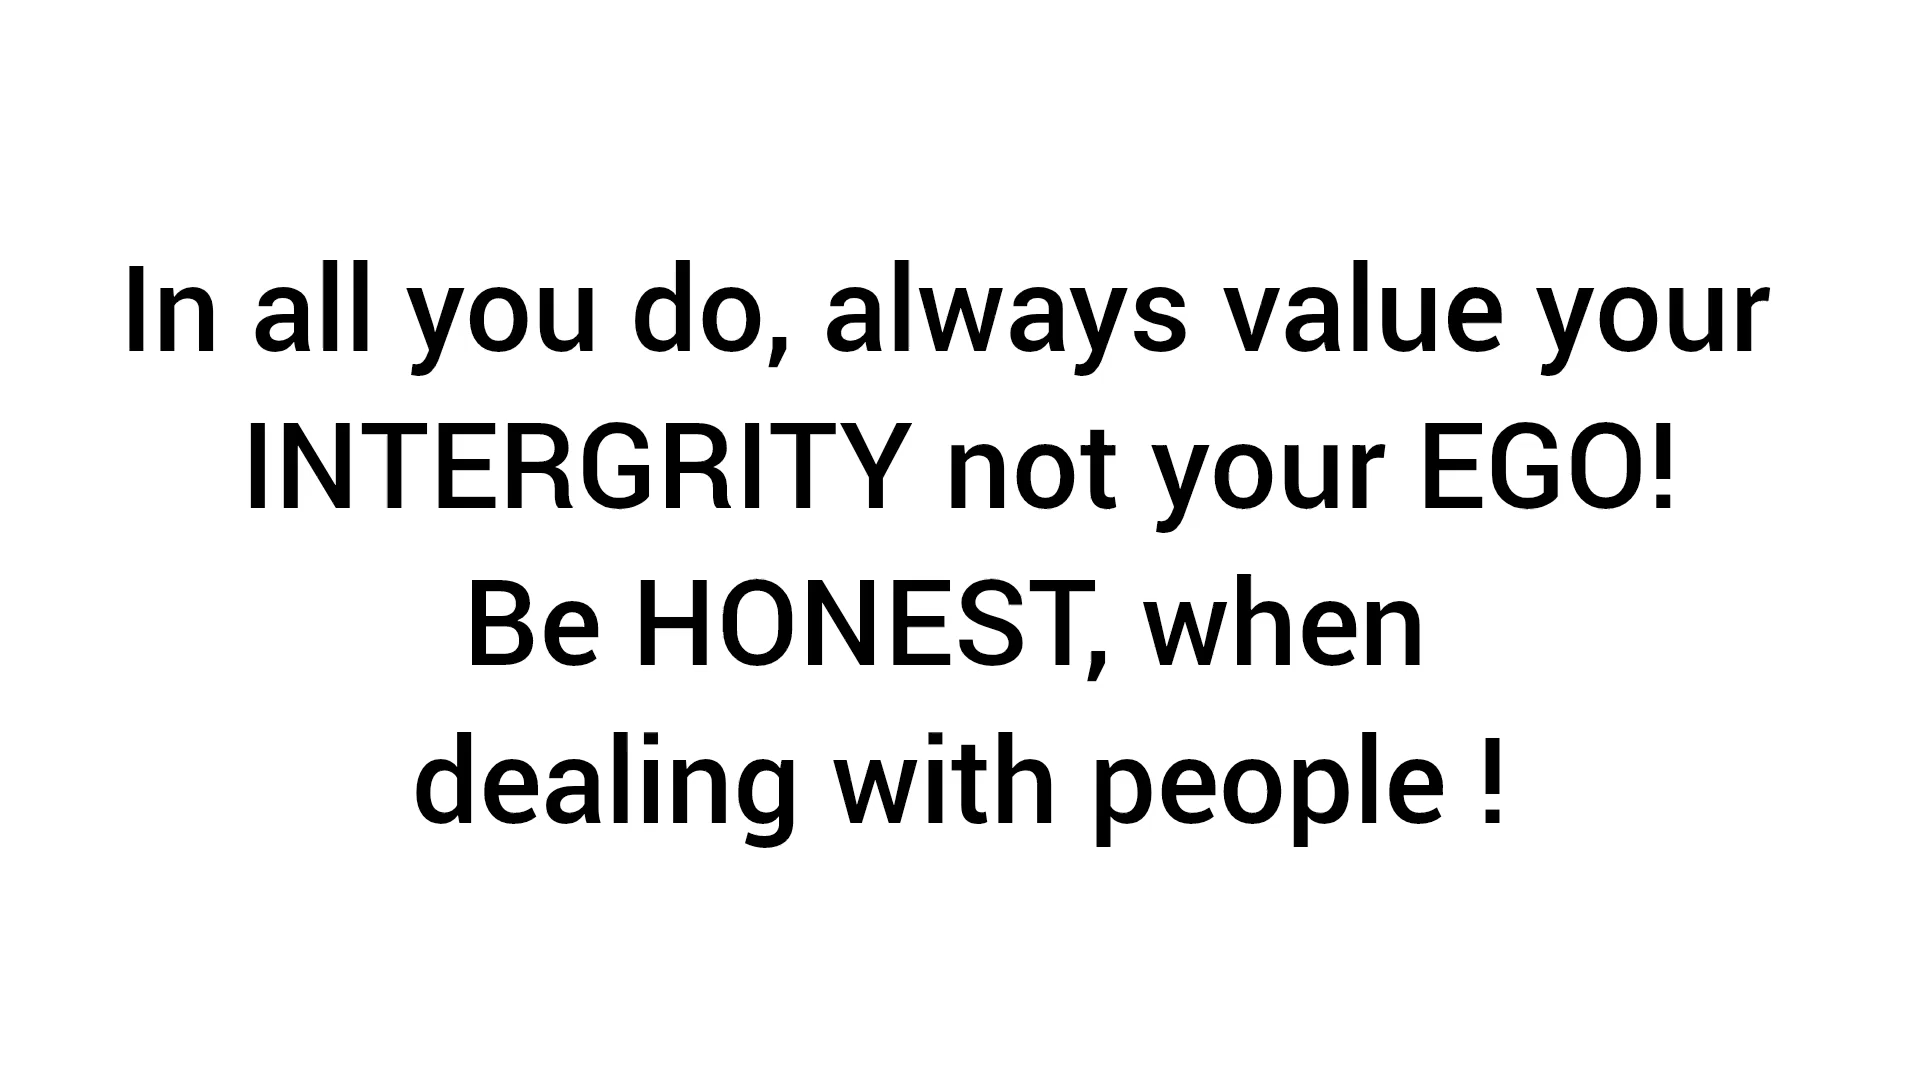 In all you do, always value your
INTERGRITY not your EGO!
Be HONEST, when
dealing with people !